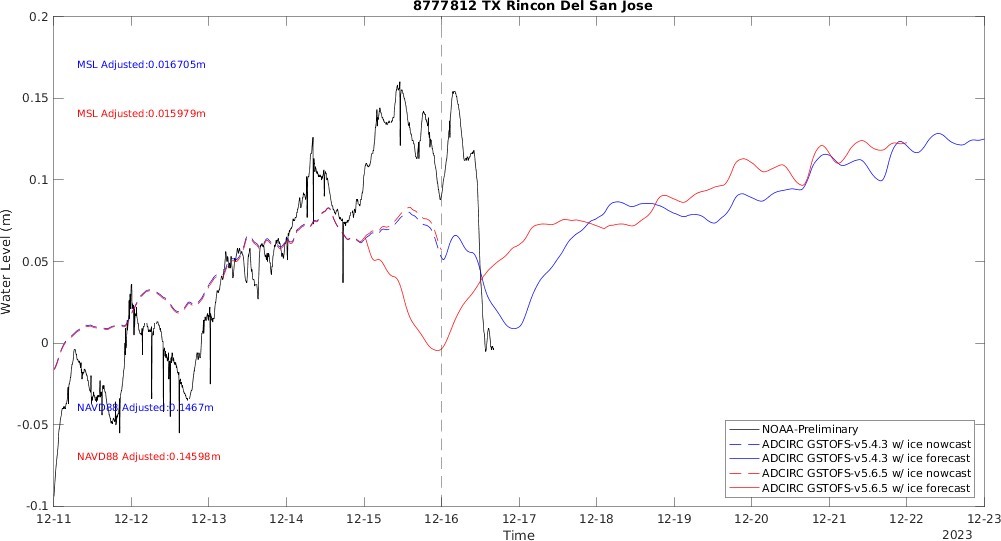 8777812 TX Rincon Del San Jose
Water Level (m)
0.2
0.15
0.1
0.05
0
-0.05
-0.1
MSL Adjusted:0.016705m
MSL Adjusted:0.015979m
NAVD88 Adjusted:0.1467m
NAVD88 Adjusted:0.14598m
NOAA-Preliminary
ADCIRC GSTOFS-v5.4.3 w/ ice nowcast
ADCIRC GSTOFS-v5.4.3 w/ ice forecast
ADCIRC GSTOFS-v5.6.5 w/ ice nowcast
ADCIRC GSTOFS-v5.6.5 w/ ice forecast
12-11 12-12 12-13 12-14 12-15 12-16 12-17 12-18 12-19 12-20 12-21 12-22 12-23
Time
2023